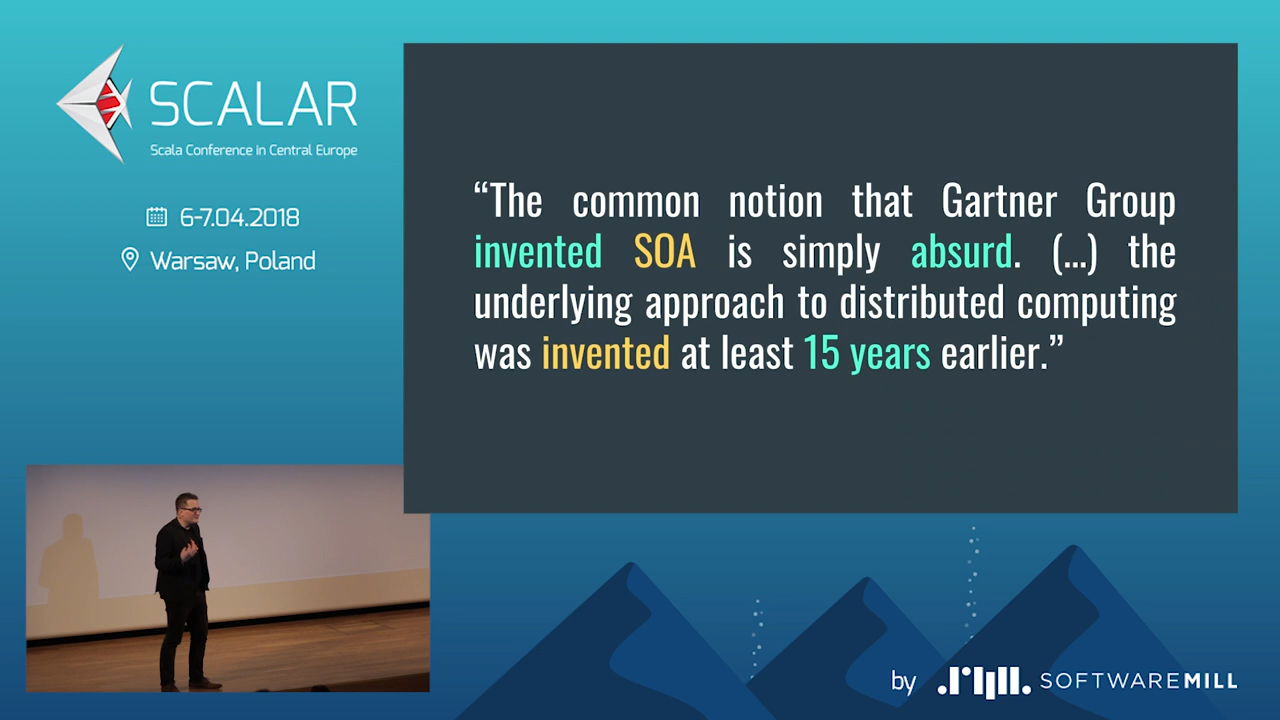 SCALAR
Scala Conference in Central Europe
6-7.04.2018
Warsaw, Poland
“The common notion that Gartner Group
invented SOA is simply absurd. (...) the
underlying approach to distributed computing
was invented at least 15 years earlier.”
by SOFTWAREMILL